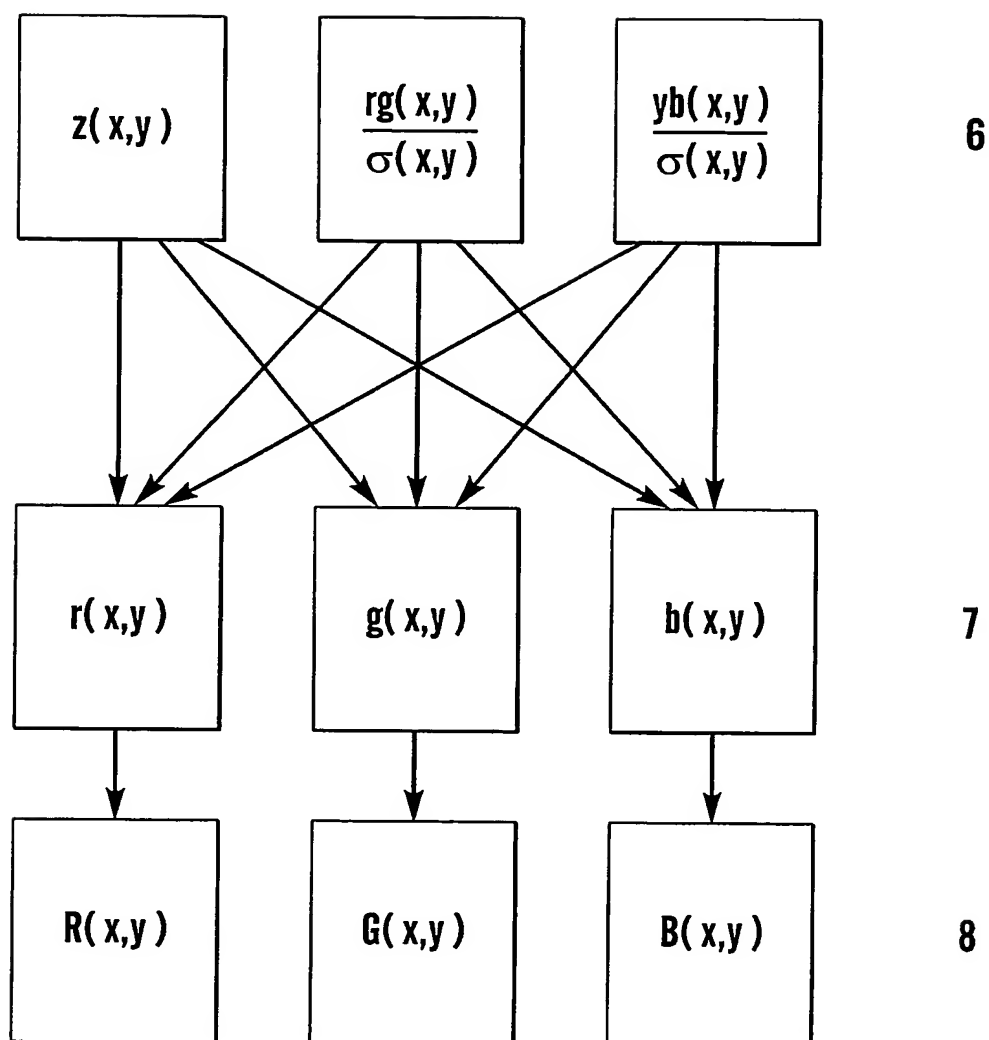 z( x,y )
rg( x,y )
σ( x,y )
yb( x,y )
σ( x,y )
6
r( x,y )
g( x,y )
b( x,y )
7
R( x,y )
G( x,y )
B( x,y )
8